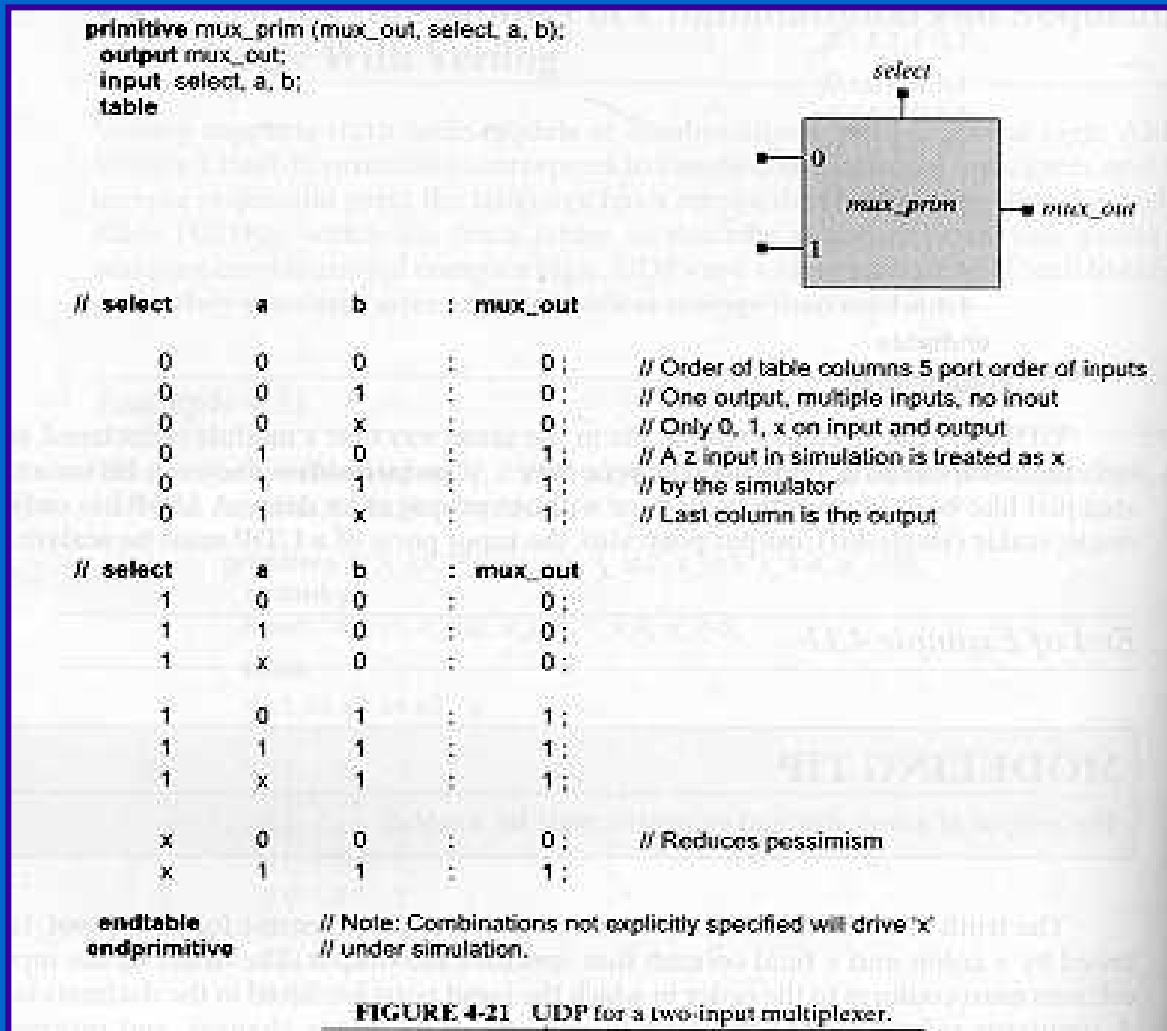 primitive mux_prim (mux_out, select, a, b);
output mux_out;
input select, a, b;
table
select
0
mux_prim
mux_out
1
// select a b : mux_out
0 0 0 : 0 ; // Order of table columns 5 port order of inputs
0 0 1 : 0 ; // One output, multiple inputs, no inout
0 0 x : 0 ; // Only 0, 1, x on input and output
0 1 0 : 1 ; // A z input in simulation is treated as x
0 1 1 : 1 ; // by the simulator
0 1 x : 1 ; // Last column is the output
// select a b : mux_out
1 0 0 : 0 ;
1 1 0 : 0 ;
1 x 0 : 0 ;
1 0 1 : 1 ;
1 1 1 : 1 ;
1 x 1 : 1 ;
x 0 0 : 0 ; // Reduces pessimism
x 1 1 : 1 ;
endtable // Note: Combinations not explicitly specified will drive 'x'
endprimitive // under simulation.
FIGURE 4-21 UDP for a two-input multiplexer.